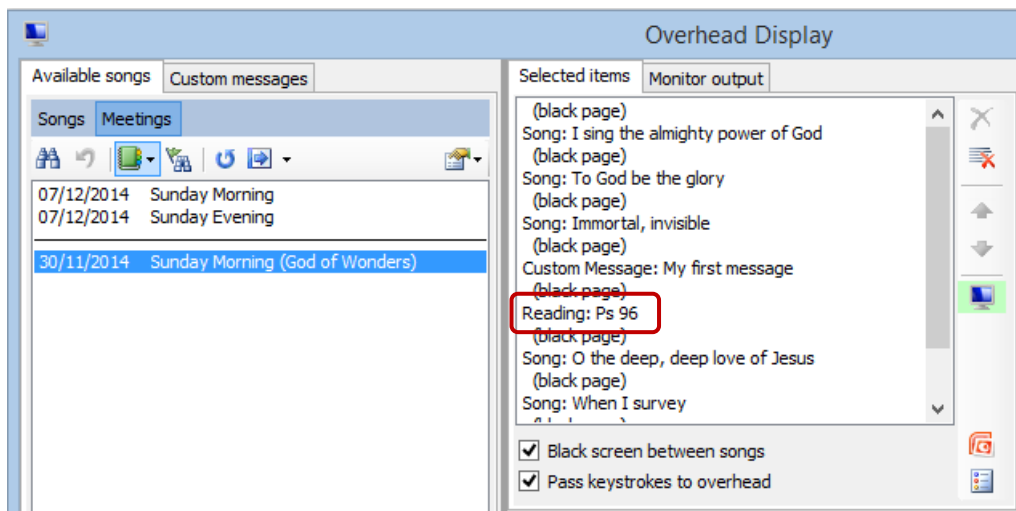 Overhead Display
Available songs
Custom messages
Songs
Meetings
07/12/2014 Sunday Morning
07/12/2014 Sunday Evening
30/11/2014 Sunday Morning (God of Wonders)
Selected items
Monitor output
(black page)
Song: I sing the almighty power of God
(black page)
Song: To God be the glory
(black page)
Song: Immortal, invisible
(black page)
Custom Message: My first message
(black page)
Reading: Ps 96
(black page)
Song: O the deep, deep love of Jesus
(black page)
Song: When I survey
Black screen between songs
Pass keystrokes to overhead